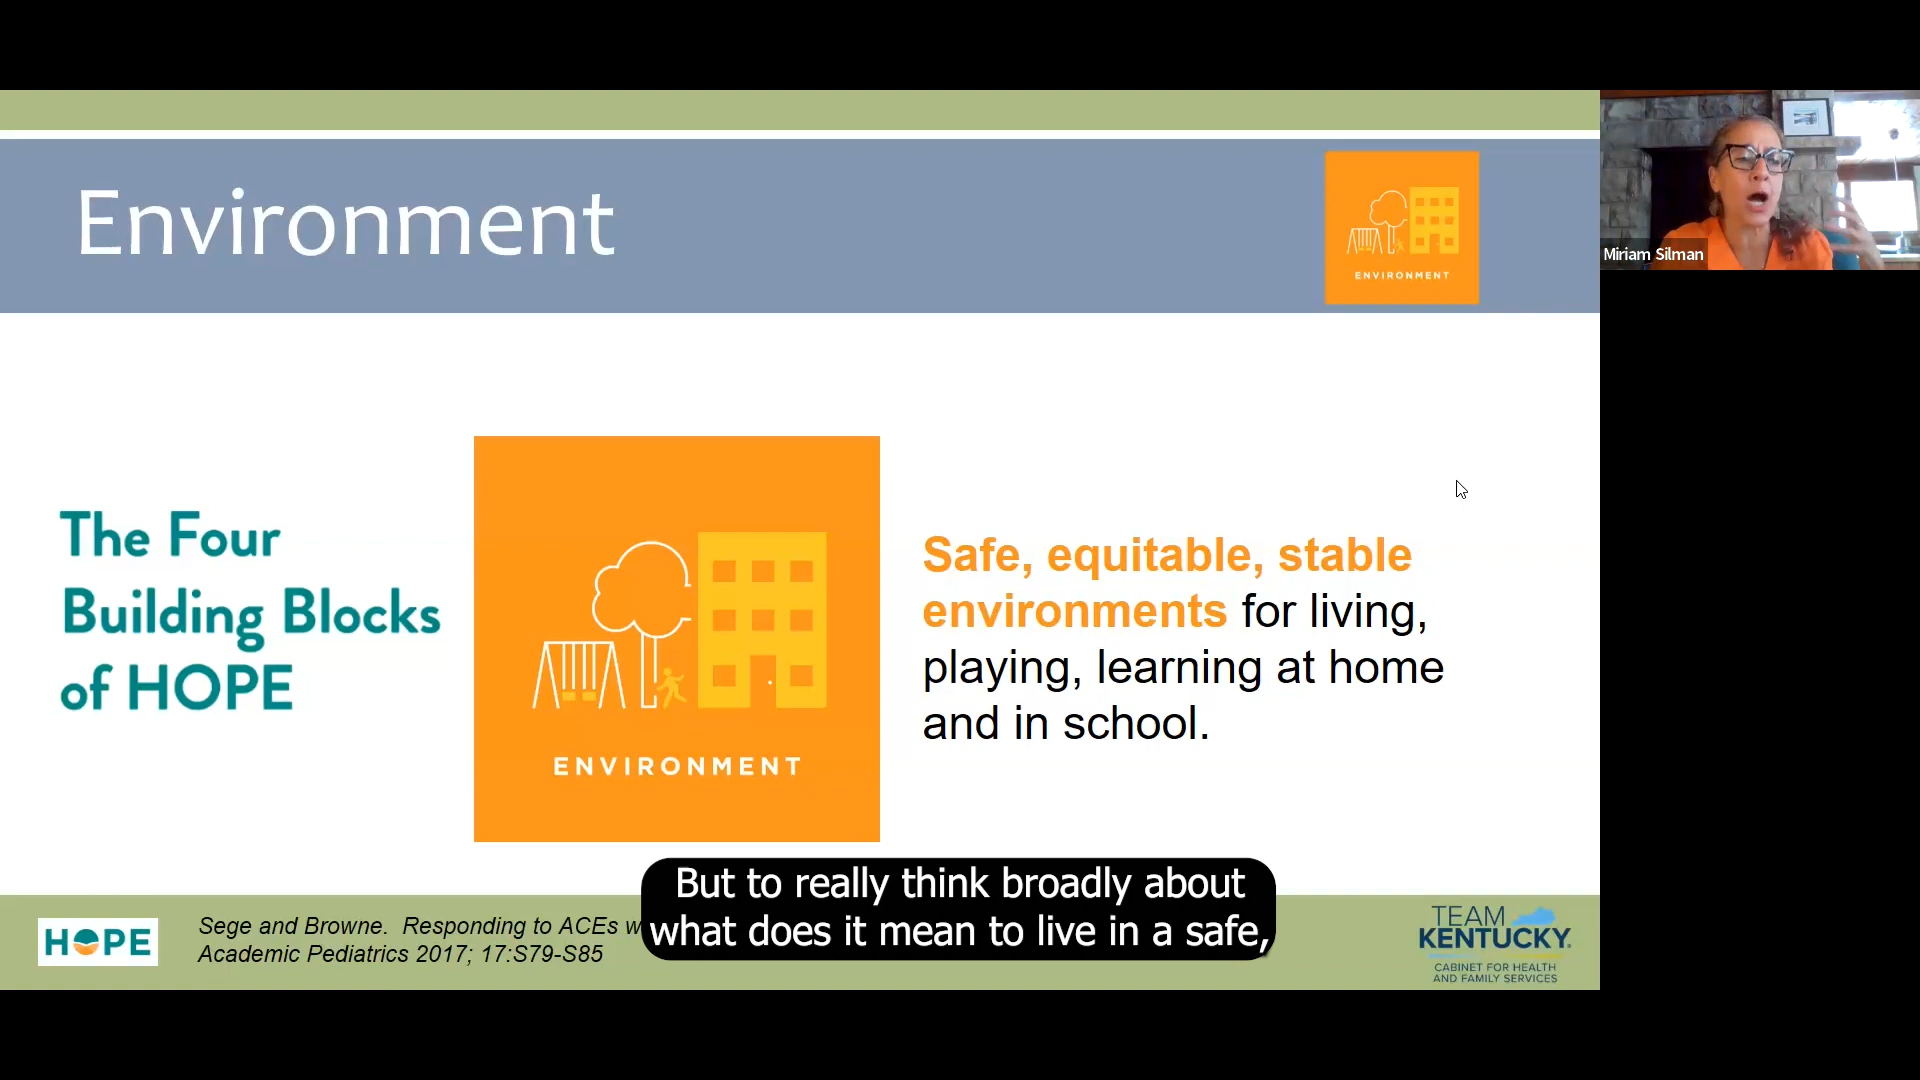 Environment
ENVIRONMENT
Miriam Silman
The Four
Building Blocks
of HOPE
ENVIRONMENT
Safe, equitable, stable
environments for living,
playing, learning at home
and in school.
But to really think broadly about
what does it mean to live in a safe,
HOPE
Sege and Browne. Responding to ACEs
Academic Pediatrics 2017; 17:S79-S85
TEAM
KENTUCKY
CABINET FOR HEALTH
AND FAMILY SERVICES